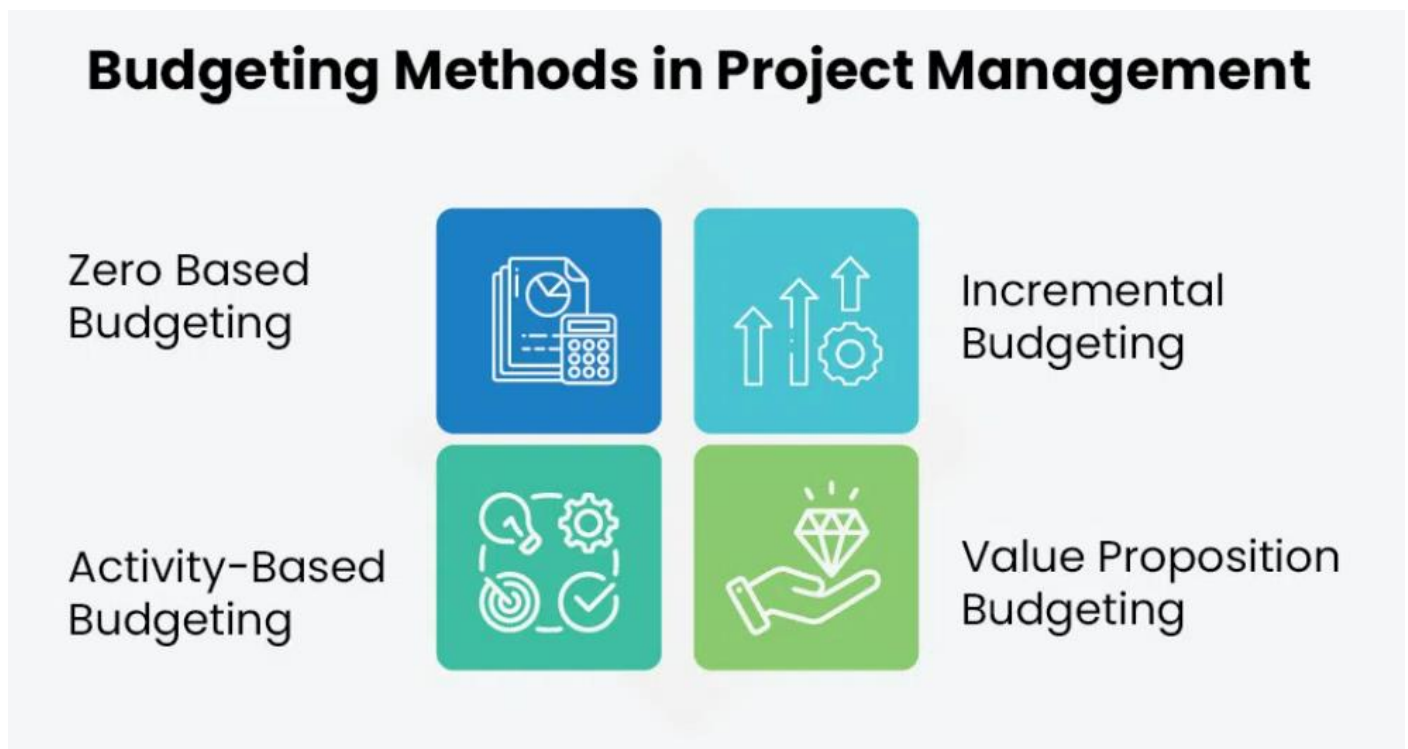 Budgeting Methods in Project Management
Zero Based
Budgeting
Incremental
Budgeting
Activity-Based
Budgeting
Value Proposition
Budgeting